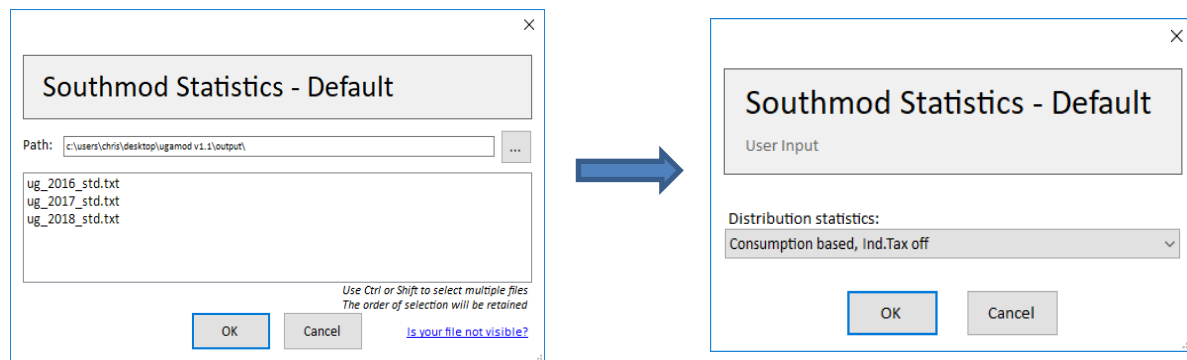 Southmod Statistics - Default
Path: c:\users\chris\desktop\ugamod v1.1\output\ ...
ug_2016_std.txt
ug_2017_std.txt
ug_2018_std.txt
Use Ctrl or Shift to select multiple files
The order of selection will be retained
OK Cancel Is your file not visible?
Southmod Statistics - Default
User Input
Distribution statistics:
Consumption based, Ind.Tax off
OK Cancel